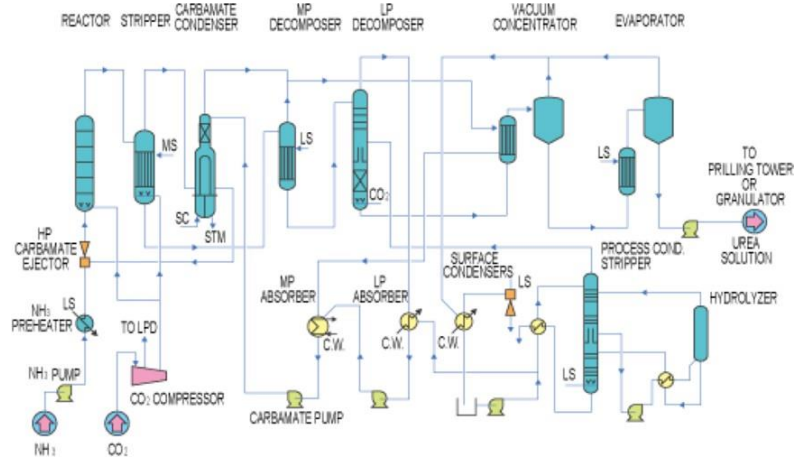 REACTOR
STRIPPER
CARBAMATE
CONDENSER
MP
DECOMPOSER
LP
DECOMPOSER
VACUUM
CONCENTRATOR
EVAPORATOR
MS
LS
LS
CO2
SC
STM
TO
PRILLING TOWER
OR
GRANULATOR
UREA
SOLUTION
HP
CARBAMATE
EJECTOR
MP
ABSORBER
LP
ABSORBER
SURFACE
CONDENSERS
LS
PROCESS COND.
STRIPPER
HYDROLYZER
LS
NH3
PREHEATER
TO LPD
C.W.
C.W.
C.W.
LS
NH3 PUMP
CO2 COMPRESSOR
CARBAMATE PUMP
NH3
CO2